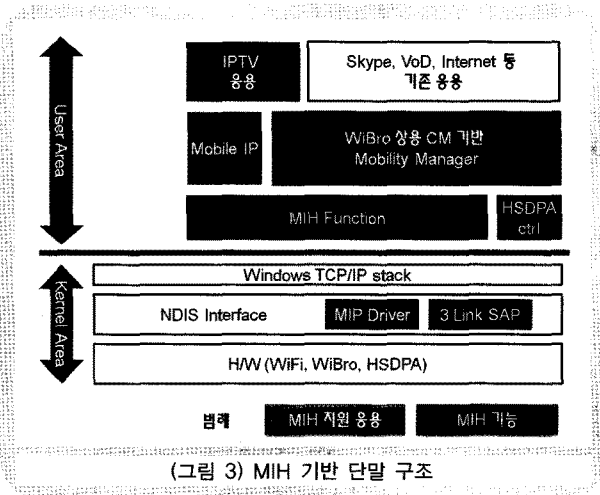 IPTV
응용
Skype, VoD, Internet 등
기존 응용
User Area
Mobile IP
WiBro 상용 CM 기반
Mobility Manager
MIH Function
HSDPA
ctrl
Kernel Area
Windows TCP/IP stack
NDIS Interface
MIP Driver
3 Link SAP
H/W (WiFi, WiBro, HSDPA)
범례
MIH 지원 응용
MIH 기능
(그림 3) MIH 기반 단말 구조